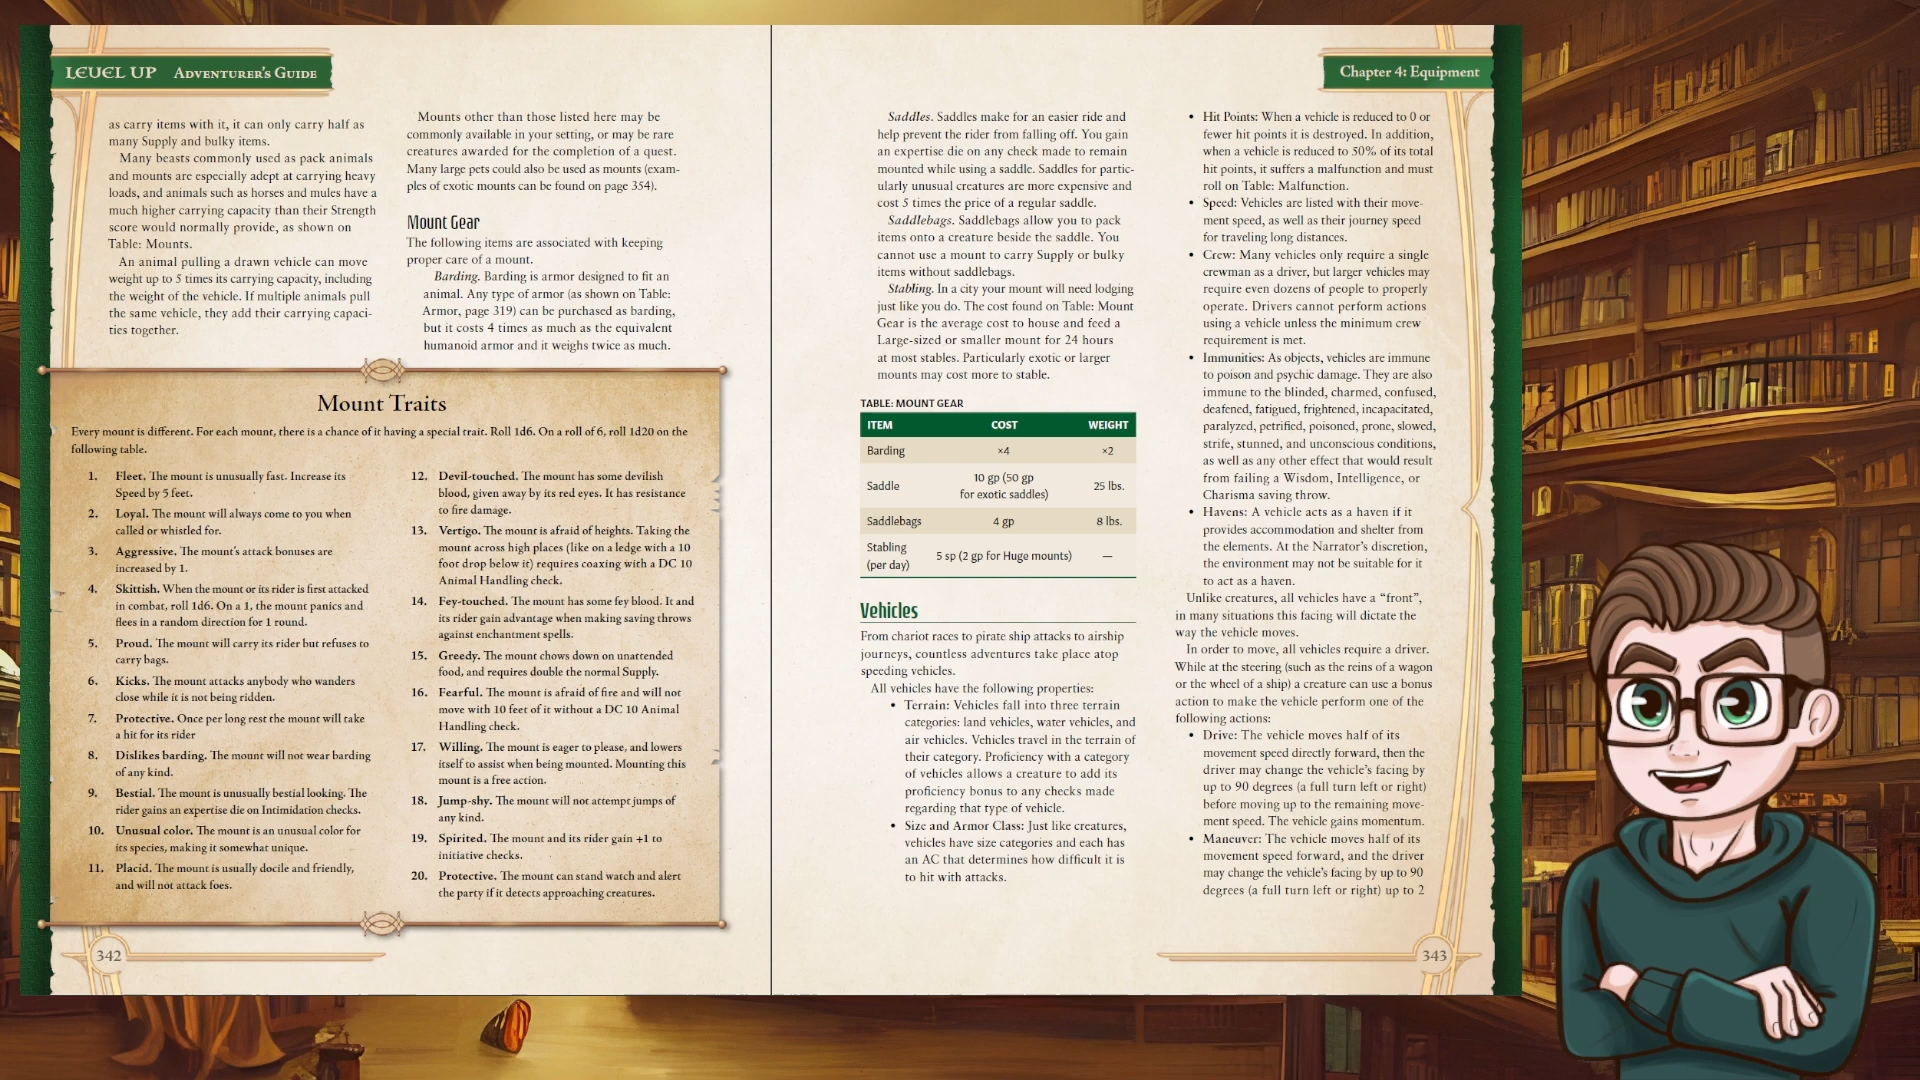 LEVEL UP ADVENTURER'S GUIDE
as carry items with it, it can only carry half as
many Supply and bulky items.
Many beasts commonly used as pack animals
and mounts are especially adept at carrying heavy
loads, and animals such as horses and mules have a
much higher carrying capacity than their Strength
score would normally provide, as shown on
Table: Mounts.
An animal pulling a drawn vehicle can move
weight up to 5 times its carrying capacity, including
the weight of the vehicle. If multiple animals pull
the same vehicle, they add their carrying capaci-
ties together.
Mounts other than those listed here may be
commonly available in your setting, or may be rare
creatures awarded for the completion of a quest.
Many large pets could also be used as mounts (exam-
ples of exotic mounts can be found on page 354).
Mount Gear
The following items are associated with keeping
proper care of a mount.
Barding. Barding is armor designed to fit an
animal. Any type of armor (as shown on Table:
Armor, page 319) can be purchased as barding,
but it costs 4 times as much as the equivalent
humanoid armor and it weighs twice as much.
Mount Traits
Every mount is different. For each mount, there is a chance of it having a special trait. Roll 1d6. On a roll of 6, roll 1d20 on the
following table.
1. Fleet. The mount is unusually fast. Increase its
Speed by 5 feet.
2. Loyal. The mount will always come to you when
called or whistled for.
3. Aggressive. The mount's attack bonuses are
increased by 1.
4. Skittish. When the mount or its rider is first attacked
in combat, roll 1d6. On a 1, the mount panics and
flees in a random direction for 1 round.
5. Proud. The mount will carry its rider but refuses to
carry bags.
6. Kicks. The mount attacks anybody who wanders
close while it is not being ridden.
7. Protective. Once per long rest the mount will take
a hit for its rider
8. Dislikes barding. The mount will not wear barding
of any kind.
9. Bestial. The mount is unusually bestial looking. The
rider gains an expertise die on Intimidation checks.
10. Unusual color. The mount is an unusual color for
its species, making it somewhat unique.
11. Placid. The mount is usually docile and friendly,
and will not attack foes.
12. Devil-touched. The mount has some devilish
blood, given away by its red eyes. It has resistance
to fire damage.
13. Vertigo. The mount is afraid of heights. Taking the
mount across high places (like on a ledge with a 10
foot drop below it) requires coaxing with a DC 10
Animal Handling check.
14. Fey-touched. The mount has some fey blood. It and
its rider gain advantage when making saving throws
against enchantment spells.
15. Greedy. The mount chows down on unattended
food, and requires double the normal Supply.
16. Fearful. The mount is afraid of fire and will not
move with 10 feet of it without a DC 10 Animal
Handling check.
17. Willing. The mount is eager to please, and lowers
itself to assist when being mounted. Mounting this
mount is a free action.
18. Jump-shy. The mount will not attempt jumps of
any kind.
19. Spirited. The mount and its rider gain +1 to
initiative checks.
20. Protective. The mount can stand watch and alert
the party if it detects approaching creatures.
342
Chapter 4: Equipment
Saddles. Saddles make for an easier ride and
help prevent the rider from falling off. You gain
an expertise die on any check made to remain
mounted while using a saddle. Saddles for partic-
ularly unusual creatures are more expensive and
cost 5 times the price of a regular saddle.
Saddlebags. Saddlebags allow you to pack
items onto a creature beside the saddle. You
cannot use a mount to carry Supply or bulky
items without saddlebags.
Stabling. In a city your mount will need lodging
just like you do. The cost found on Table: Mount
Gear is the average cost to house and feed a
Large-sized or smaller mount for 24 hours
at most stables. Particularly exotic or larger
mounts may cost more to stable.
TABLE: MOUNT GEAR
ITEM COST WEIGHT
Barding ×4 ×2
Saddle 10 gp (50 gp
for exotic saddles) 25 lbs.
Saddlebags 4 gp 8 lbs.
Stabling
(per day) 5 sp (2 gp for Huge mounts) —
Vehicles
From chariot races to pirate ship attacks to airship
journeys, countless adventures take place atop
speeding vehicles.
All vehicles have the following properties:
• Terrain: Vehicles fall into three terrain
categories: land vehicles, water vehicles, and
air vehicles. Vehicles travel in the terrain of
their category. Proficiency with a category
of vehicles allows a creature to add its
proficiency bonus to any checks made
regarding that type of vehicle.
• Size and Armor Class: Just like creatures,
vehicles have size categories and each has
an AC that determines how difficult it is
to hit with attacks.
• Hit Points: When a vehicle is reduced to 0 or
fewer hit points it is destroyed. In addition,
when a vehicle is reduced to 50% of its total
hit points, it suffers a malfunction and must
roll on Table: Malfunction.
• Speed: Vehicles are listed with their move-
ment speed, as well as their journey speed
for traveling long distances.
• Crew: Many vehicles only require a single
crewman as a driver, but larger vehicles may
require even dozens of people to properly
operate. Drivers cannot perform actions
using a vehicle unless the minimum crew
requirement is met.
• Immunities: As objects, vehicles are immune
to poison and psychic damage. They are also
immune to the blinded, charmed, confused,
deafened, fatigued, frightened, incapacitated,
paralyzed, petrified, poisoned, prone, slowed,
strife, stunned, and unconscious conditions,
as well as any other effect that would result
from failing a Wisdom, Intelligence, or
Charisma saving throw.
• Havens: A vehicle acts as a haven if it
provides accommodation and shelter from
the elements. At the Narrator's discretion,
the environment may not be suitable for it
to act as a haven.
Unlike creatures, all vehicles have a “front”,
in many situations this facing will dictate the
way the vehicle moves.
In order to move, all vehicles require a driver.
While at the steering (such as the reins of a wagon
or the wheel of a ship) a creature can use a bonus
action to make the vehicle perform one of the
following actions:
• Drive: The vehicle moves half of its
movement speed directly forward, then the
driver may change the vehicle's facing by
up to 90 degrees (a full turn left or right)
before moving up to the remaining move-
ment speed. The vehicle gains momentum.
• Maneuver: The vehicle moves half of its
movement speed forward, and the driver
may change the vehicle's facing by up to 90
degrees (a full turn left or right) up to 2
343